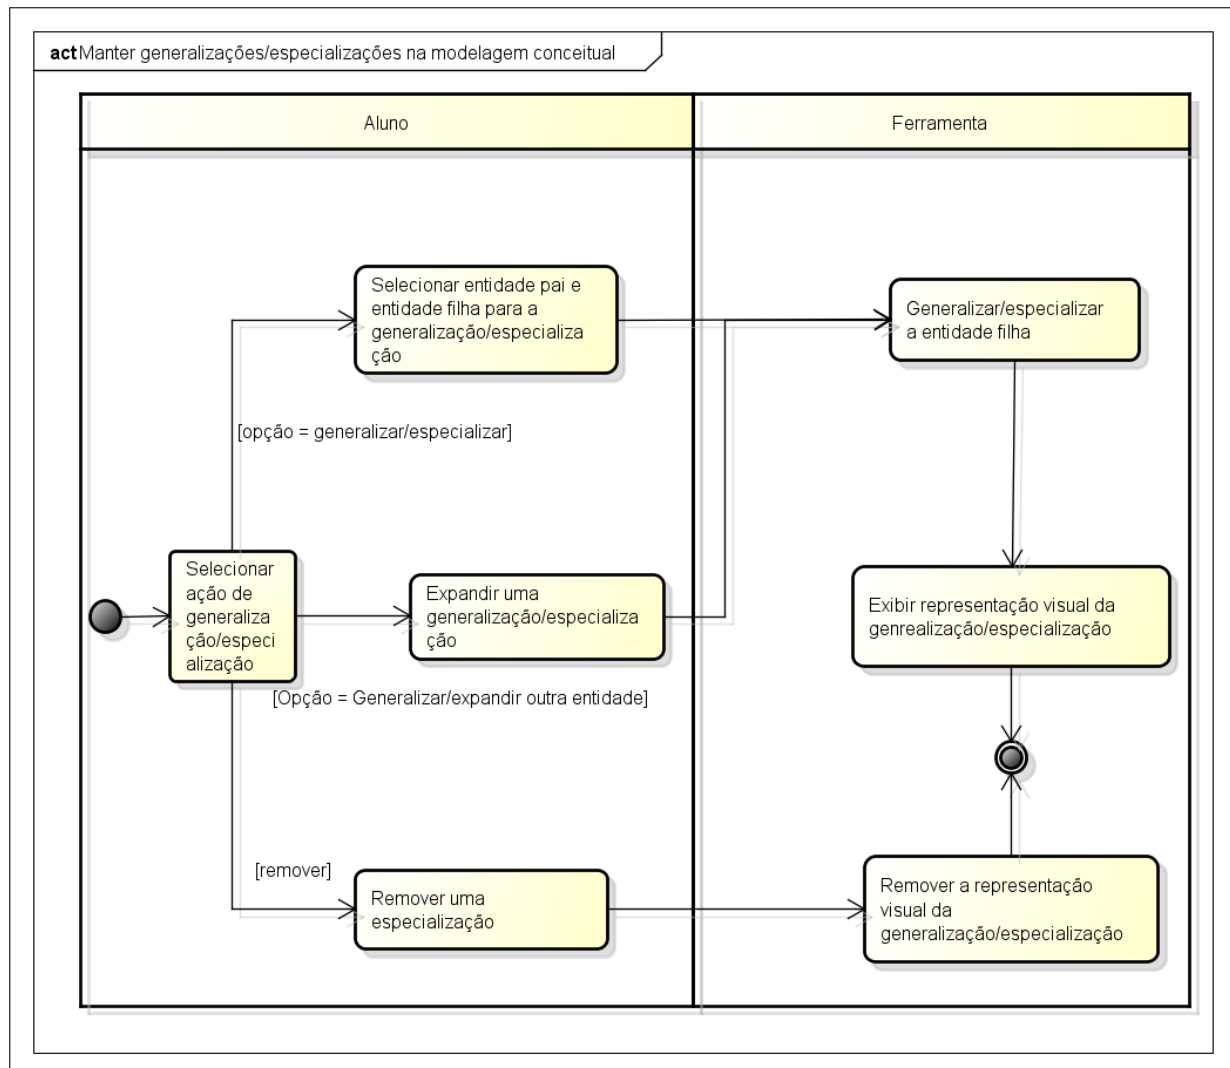 act Manter generalizações/especializações na modelagem conceitual
Aluno
Ferramenta
Selecionar entidade pai e
entidade filha para a
generalização/especializa
ção
Generalizar/especializar
a entidade filha
[opção = generalizar/especializar]
Selecionar
ação de
generaliza
ção/especi
alização
Expandir uma
generalização/especializa
ção
Exibir representação visual da
genrealização/especialização
[Opção = Generalizar/expandir outra entidade]
[remover]
Remover uma
especialização
Remover a representação
visual da
generalização/especialização